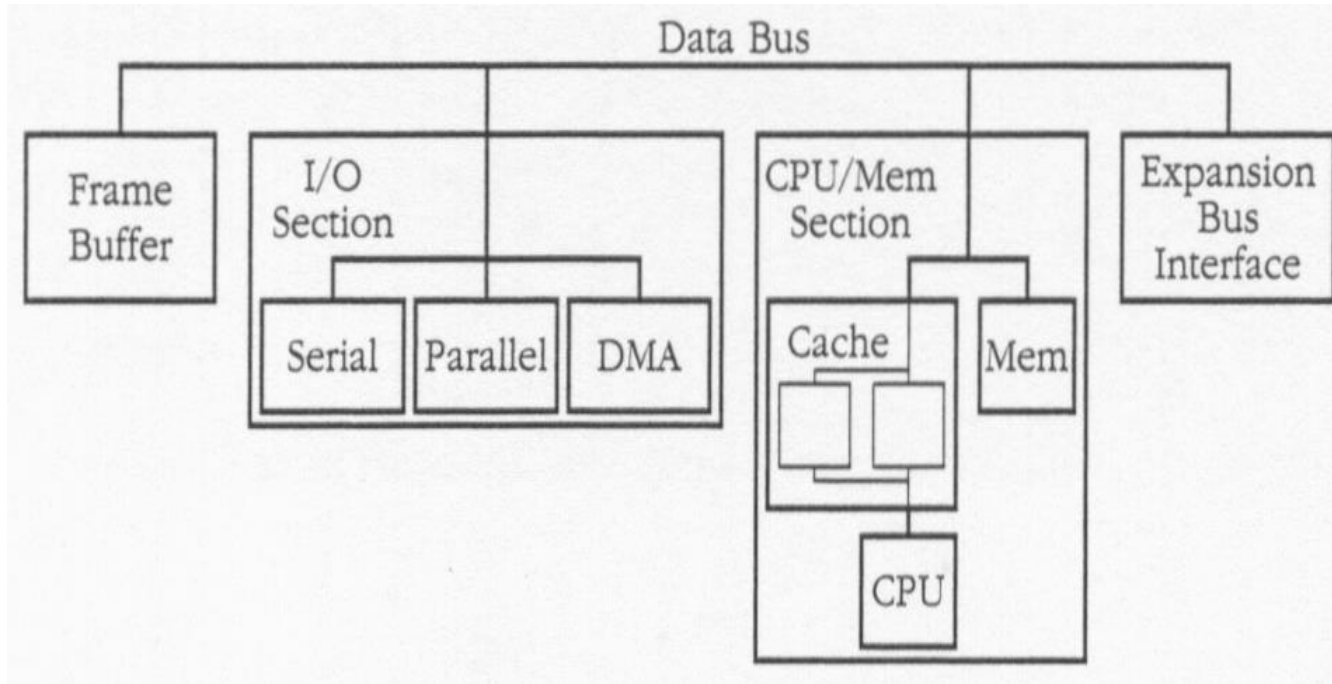 Data Bus
Frame
Buffer
I/O
Section
Serial
Parallel
DMA
CPU/Mem
Section
Cache
Mem
CPU
Expansion
Bus
Interface